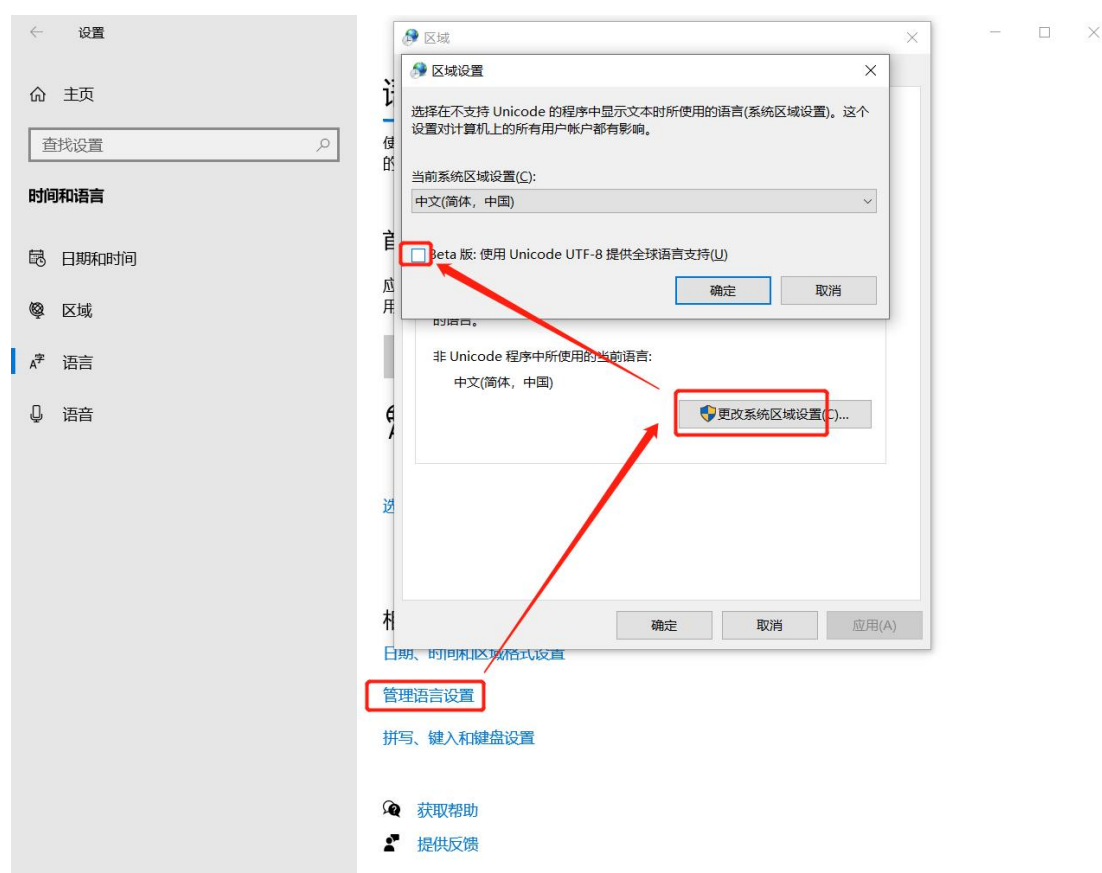 设置
主页
查找设置
时间和语言
日期和时间
区域
语言
语音
区域
区域设置
选择在不支持 Unicode 的程序中显示文本时所使用的语言(系统区域设置)。这个
设置对计算机上的所有用户帐户都有影响。
当前系统区域设置(C):
中文(简体，中国)
Beta 版: 使用 Unicode UTF-8 提供全球语言支持(U)
确定 取消
的语言。
非 Unicode 程序中所使用的当前语言:
中文(简体，中国)
更改系统区域设置(C)...
确定 取消 应用(A)
日期、时间和区域格式设置
管理语言设置
拼写、键入和键盘设置
获取帮助
提供反馈